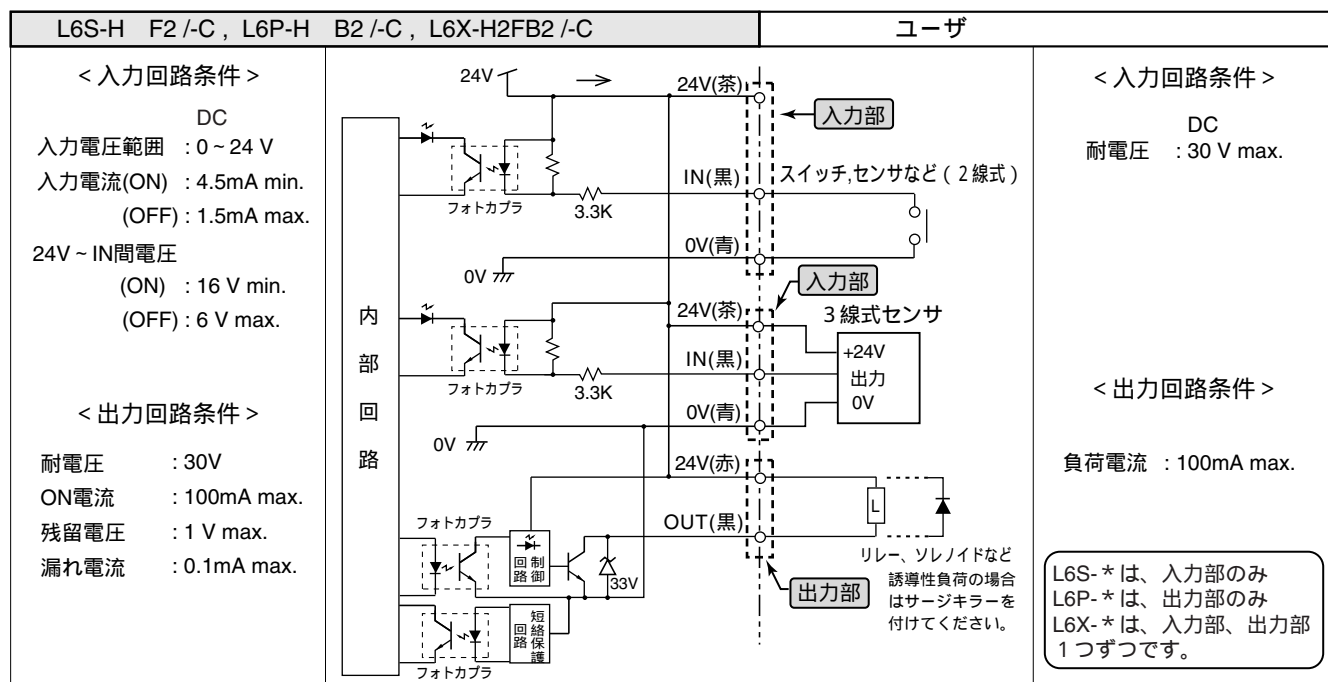 L6S-H F2 /-C , L6P-H B2 /-C , L6X-H2FB2 /-C
ユーザ
< 入力回路条件 >
DC
入力電圧範囲 : 0 ~ 24 V
入力電流(ON) : 4.5mA min.
(OFF) : 1.5mA max.
24V ~ IN間電圧
(ON) : 16 V min.
(OFF) : 6 V max.
< 出力回路条件 >
耐電圧 : 30V
ON電流 : 100mA max.
残留電圧 : 1 V max.
漏れ電流 : 0.1mA max.
内部回路
24V
24V(茶)
入力部
フォトカプラ
3.3K
IN(黒)
スイッチ,センサなど ( 2 線式 )
0V
0V(青)
入力部
24V(茶)
3 線式センサ
フォトカプラ
3.3K
IN(黒)
+24V
出力
0V
0V
0V(青)
24V(赤)
L
フォトカプラ
制御回路
33V
OUT(黒)
出力部
リレー、ソレノイドなど
誘導性負荷の場合
はサージキラーを
付けてください。
短絡保護回路
フォトカプラ
< 入力回路条件 >
DC
耐電圧 : 30 V max.
< 出力回路条件 >
負荷電流 : 100mA max.
L6S-*は、入力部のみ
L6P-*は、出力部のみ
L6X-*は、入力部、出力部
1 つずつです。